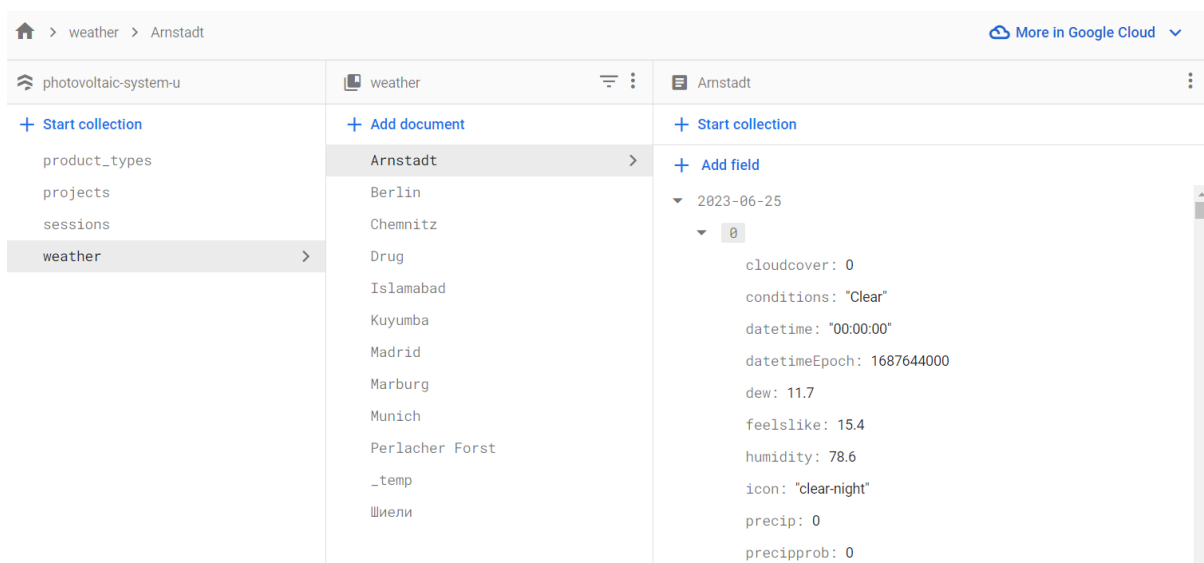 weather > Arnstadt
More in Google Cloud
photovoltaic-system-u
+ Start collection
product_types
projects
sessions
weather
weather
+ Add document
Arnstadt
Berlin
Chemnitz
Drug
Islamabad
Kuyumba
Madrid
Marburg
Munich
Perlacher Forst
_temp
Шиели
Arnstadt
+ Start collection
+ Add field
2023-06-25
0
cloudcover: 0
conditions: "Clear"
datetime: "00:00:00"
datetimeEpoch: 1687644000
dew: 11.7
feelslike: 15.4
humidity: 78.6
icon: "clear-night"
precip: 0
precipprob: 0